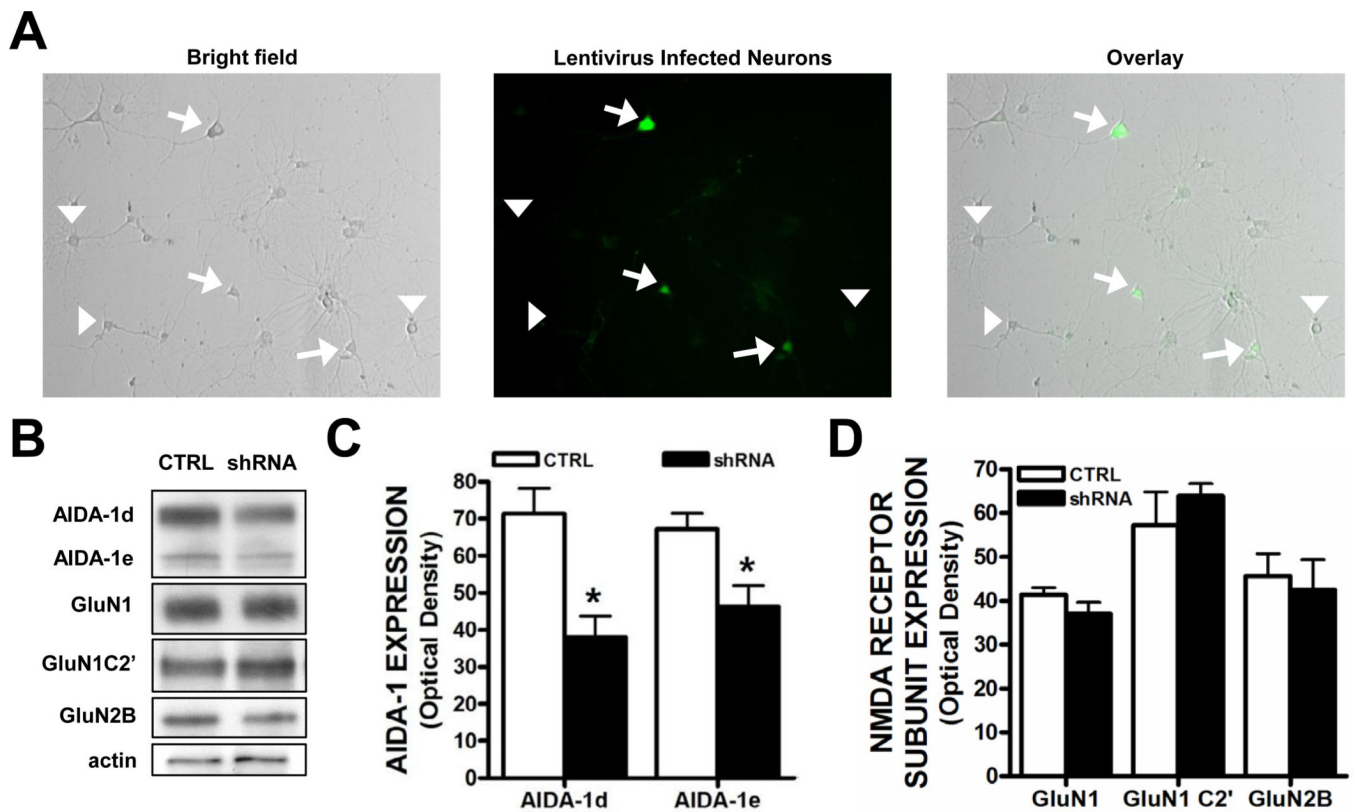 A
Bright field
Lentivirus Infected Neurons
Overlay
B
CTRL shRNA
AIDA-1d
AIDA-1e
GluN1
GluN1C2’
GluN2B
actin
C
CTRL
shRNA
AIDA-1 EXPRESSION
(Optical Density)
80
70
60
50
40
30
20
10
0
*
*
AIDA-1d
AIDA-1e
D
CTRL
shRNA
NMDA RECEPTOR
SUBUNIT EXPRESSION
(Optical Density)
70
60
50
40
30
20
10
0
GluN1
GluN1 C2'
GluN2B